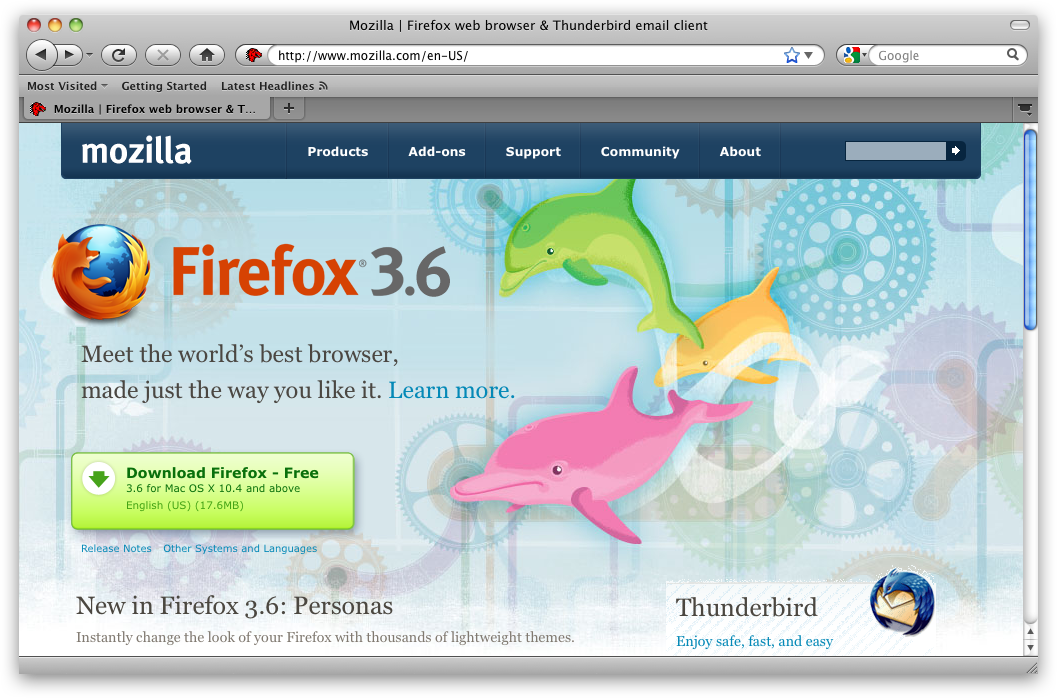 Mozilla | Firefox web browser & Thunderbird email client
http://www.mozilla.com/en-US/
Google
Most Visited Getting Started Latest Headlines
Mozilla | Firefox web browser & T...
mozilla Products Add-ons Support Community About
Firefox® 3.6
Meet the world's best browser,
made just the way you like it. Learn more.
Download Firefox - Free
3.6 for Mac OS X 10.4 and above
English (US) (17.6MB)
Release Notes Other Systems and Languages
New in Firefox 3.6: Personas
Instantly change the look of your Firefox with thousands of lightweight themes.
Thunderbird
Enjoy safe, fast, and easy